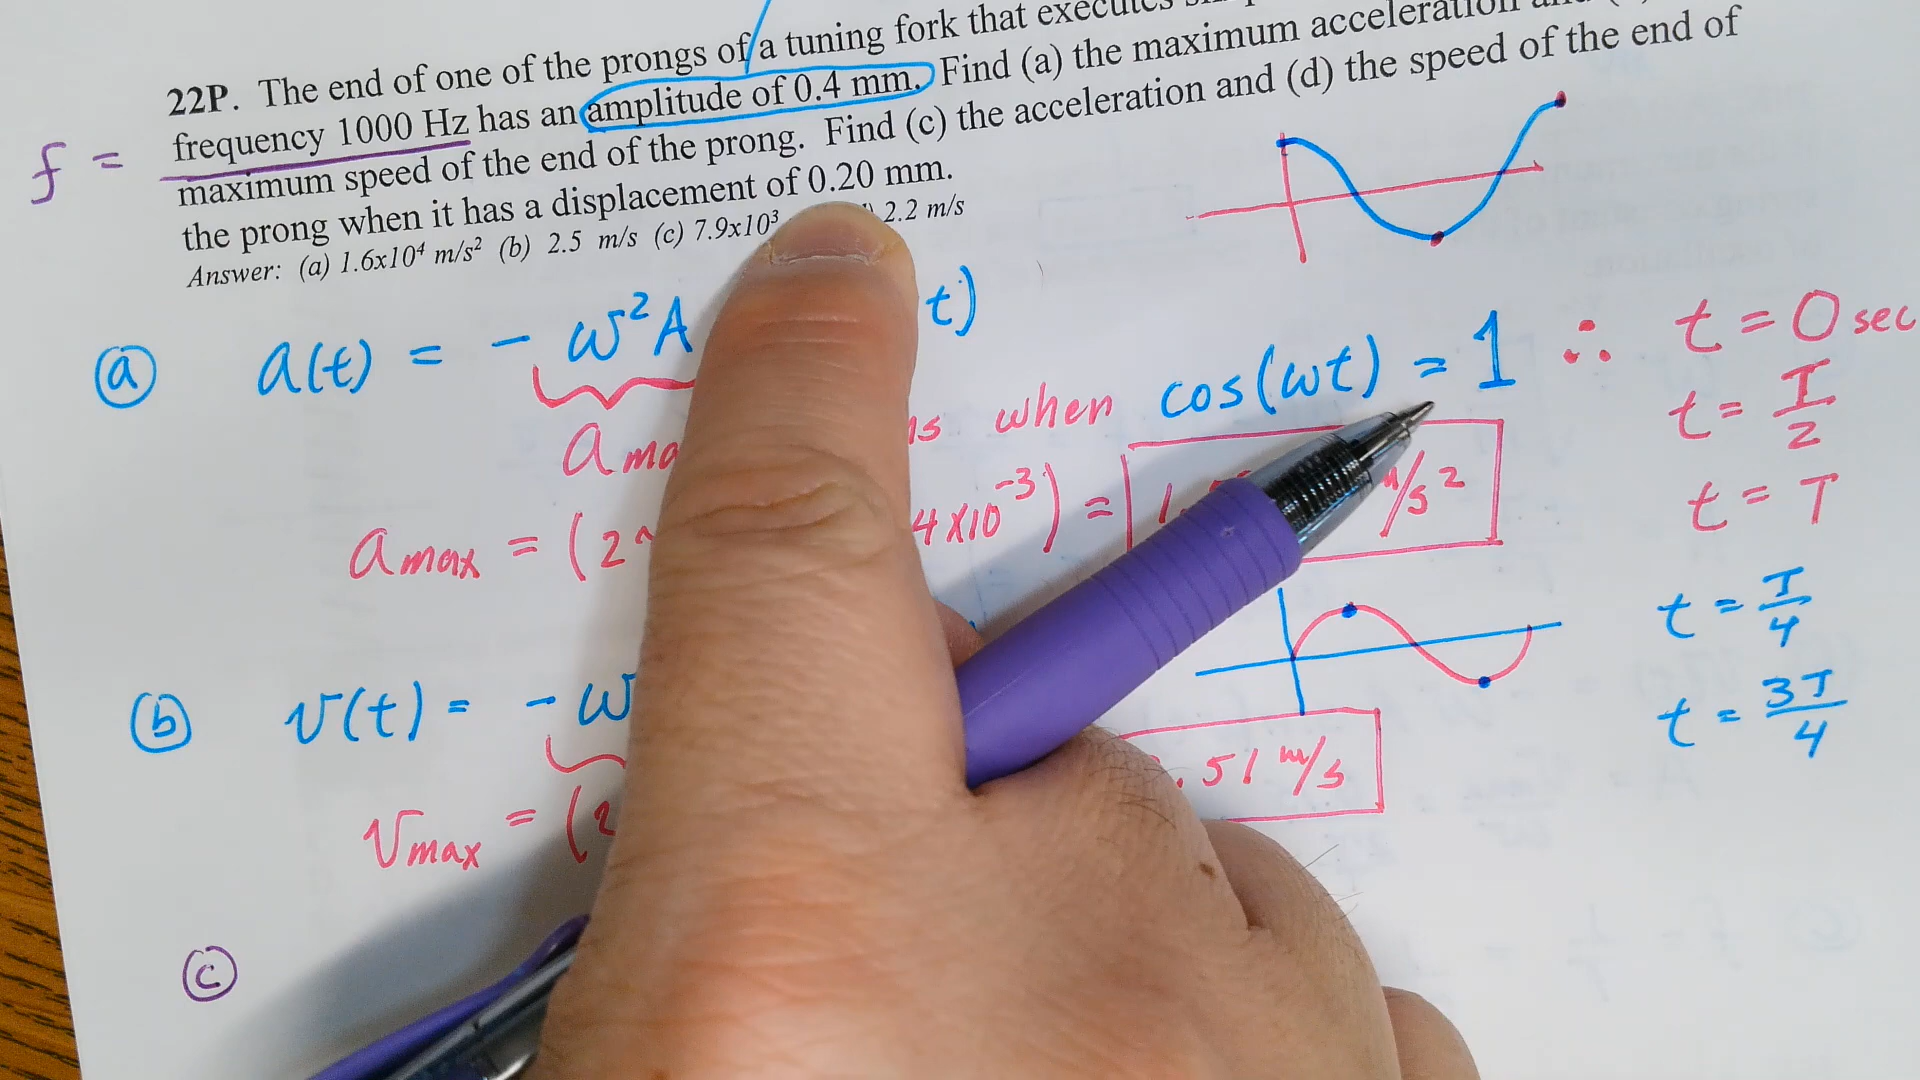 22P. The end of one of the prongs of a tuning fork that executes
frequency 1000 Hz has an amplitude of 0.4 mm. Find (a) the maximum acceleration
maximum speed of the end of the prong. Find (c) the acceleration and (d) the speed of the end of
the prong when it has a displacement of 0.20 mm.
Answer: (a) 1.6x10⁴ m/s² (b) 2.5 m/s (c) 7.9x10³ 2.2 m/s
f =
(a) a(t) = - ω²A t)
when cos(ωt) = 1 ∴ t = 0 sec
t = T/2
a max = (2 4x10⁻³) = m/s² t = T
t = T/4
(b) v(t) = - ω t = 3T/4
v max = ( .51 m/s
(c)